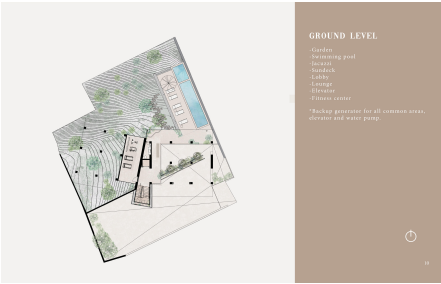 GROUND LEVEL
·Garden
·Swimming pool
·Jacuzzi
·Sundeck
·Lobby
·Lounge
·Elevator
·Fitness center
*Backup generator for all common areas,
elevator and water pump.